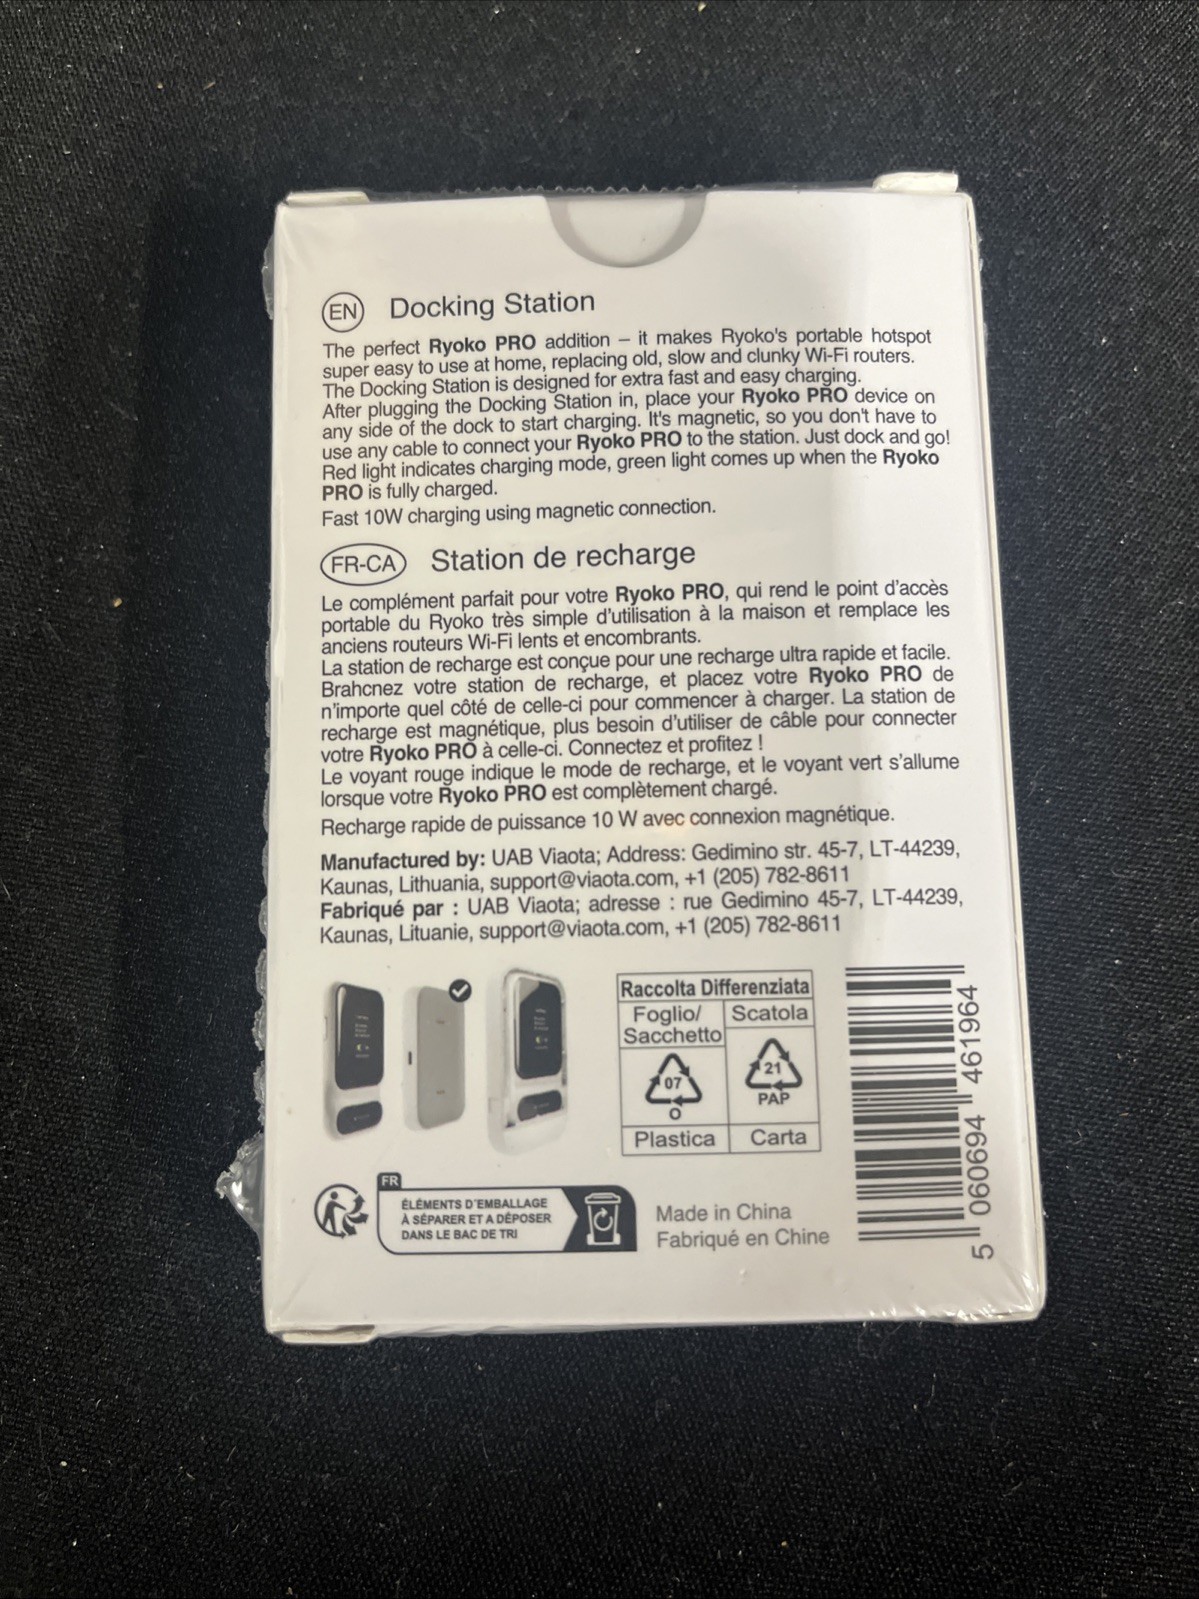 EN Docking Station
The perfect Ryoko PRO addition – it makes Ryoko's portable hotspot
super easy to use at home, replacing old, slow and clunky Wi-Fi routers.
The Docking Station is designed for extra fast and easy charging.
After plugging the Docking Station in, place your Ryoko PRO device on
any side of the dock to start charging. It's magnetic, so you don't have to
use any cable to connect your Ryoko PRO to the station. Just dock and go!
Red light indicates charging mode, green light comes up when the Ryoko
PRO is fully charged.
Fast 10W charging using magnetic connection.
FR-CA Station de recharge
Le complément parfait pour votre Ryoko PRO, qui rend le point d'accès
portable du Ryoko très simple d'utilisation à la maison et remplace les
anciens routeurs Wi-Fi lents et encombrants.
La station de recharge est conçue pour une recharge ultra rapide et facile.
Brahcnez votre station de recharge, et placez votre Ryoko PRO de
n'importe quel côté de celle-ci pour commencer à charger. La station de
recharge est magnétique, plus besoin d'utiliser de câble pour connecter
votre Ryoko PRO à celle-ci. Connectez et profitez !
Le voyant rouge indique le mode de recharge, et le voyant vert s'allume
lorsque votre Ryoko PRO est complètement chargé.
Recharge rapide de puissance 10 W avec connexion magnétique.
Manufactured by: UAB Viaota; Address: Gedimino str. 45-7, LT-44239,
Kaunas, Lithuania, support@viaota.com, +1 (205) 782-8611
Fabriqué par : UAB Viaota; adresse : rue Gedimino 45-7, LT-44239,
Kaunas, Lituanie, support@viaota.com, +1 (205) 782-8611
Raccolta Differenziata
Foglio/
Sacchetto
Scatola
07
O
21
PAP
Plastica
Carta
FR
ÉLÉMENTS D'EMBALLAGE
À SÉPARER ET A DÉPOSER
DANS LE BAC DE TRI
Made in China
Fabriqué en Chine
5 060694 461964